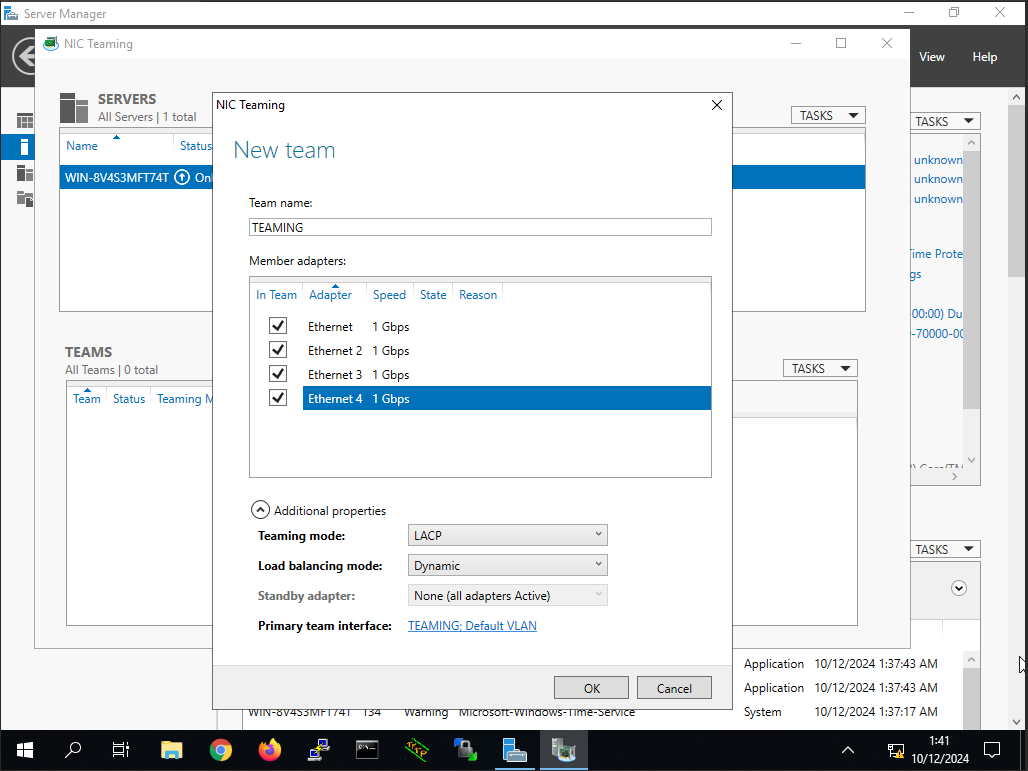 Server Manager
NIC Teaming
View Help
SERVERS
All Servers | 1 total
TASKS
Name Status
WIN-8V4S3MFT74T Onl
NIC Teaming
New team
Team name:
TEAMING
Member adapters:
In Team Adapter Speed State Reason
Ethernet 1 Gbps
Ethernet 2 1 Gbps
Ethernet 3 1 Gbps
Ethernet 4 1 Gbps
Additional properties
Teaming mode: LACP
Load balancing mode: Dynamic
Standby adapter: None (all adapters Active)
Primary team interface: TEAMING; Default VLAN
OK Cancel
TEAMS
All Teams | 0 total
TASKS
Team Status Teaming M
TASKS
unknown
unknown
unknown
Time Prote
gs
00:00) Du
0-70000-00
TASKS
Application 10/12/2024 1:37:43 AM
Application 10/12/2024 1:37:43 AM
WIN-8V4S3MFT74T 134 Warning Microsoft-Windows-Time-Service System 10/12/2024 1:37:17 AM
1:41
10/12/2024